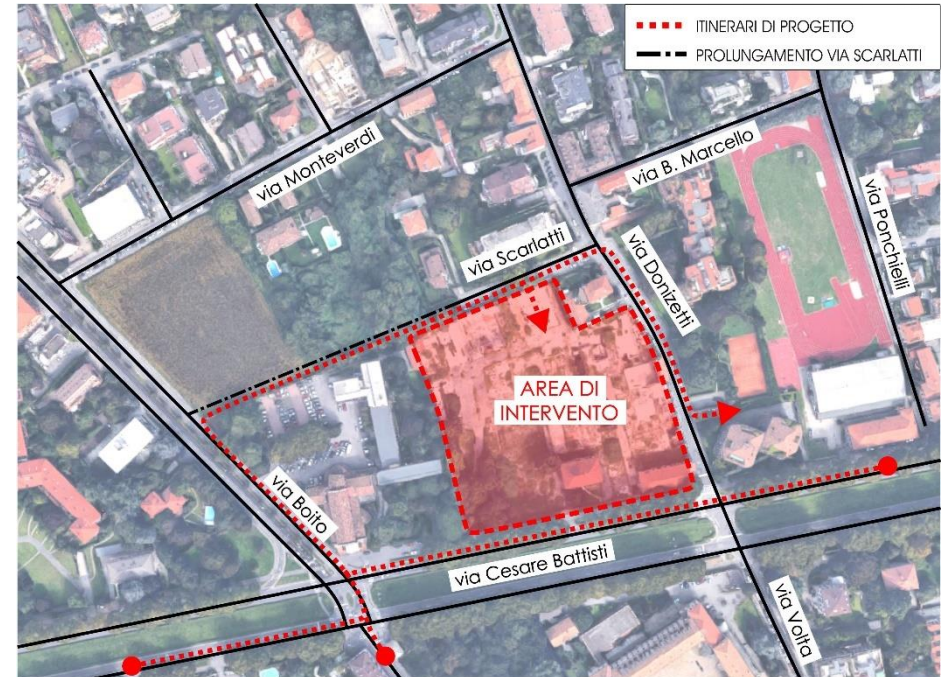 ITINERARI DI PROGETTO
PROLUNGAMENTO VIA SCARLATTI
via B. Marcello
via Monteverdi
via Ponchielli
via Scarlatti
via Donizetti
AREA DI
INTERVENTO
via Boito
via Cesare Battisti
via Volta